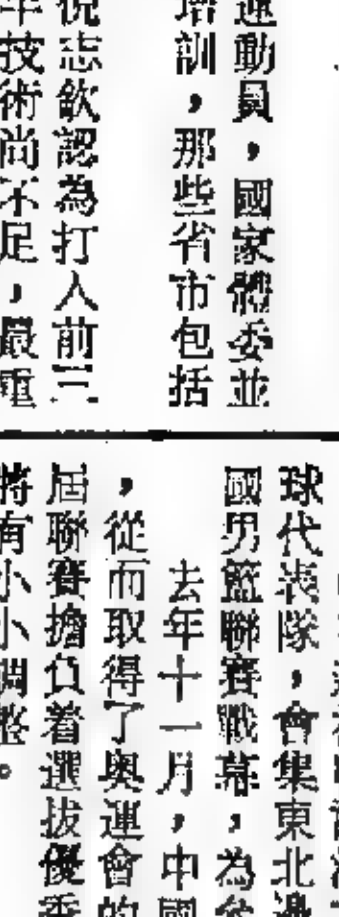 運動員，國家體委並
培訓，那些省市包括
倪志欽認為打入前三
年技術尚不足，最重
球代表隊，會集東北邊
國男籃聯賽戰幕，為
去年十一月，中國
，從而取得了奧運會的
屆聯賽擔負着選拔優秀
將有小小調整。